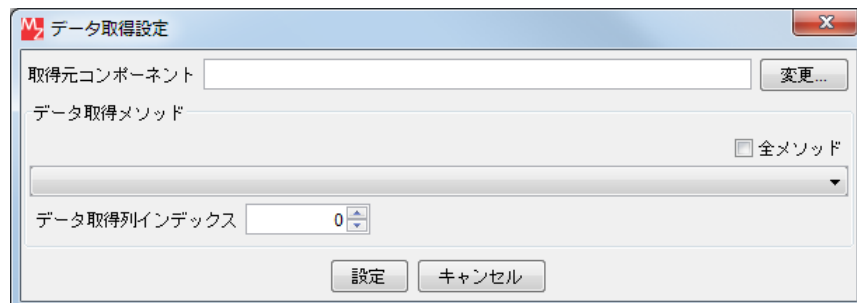 データ取得設定
取得元コンポーネント 変更...
データ取得メソッド
全メソッド
データ取得列インデックス 0
設定 キャンセル